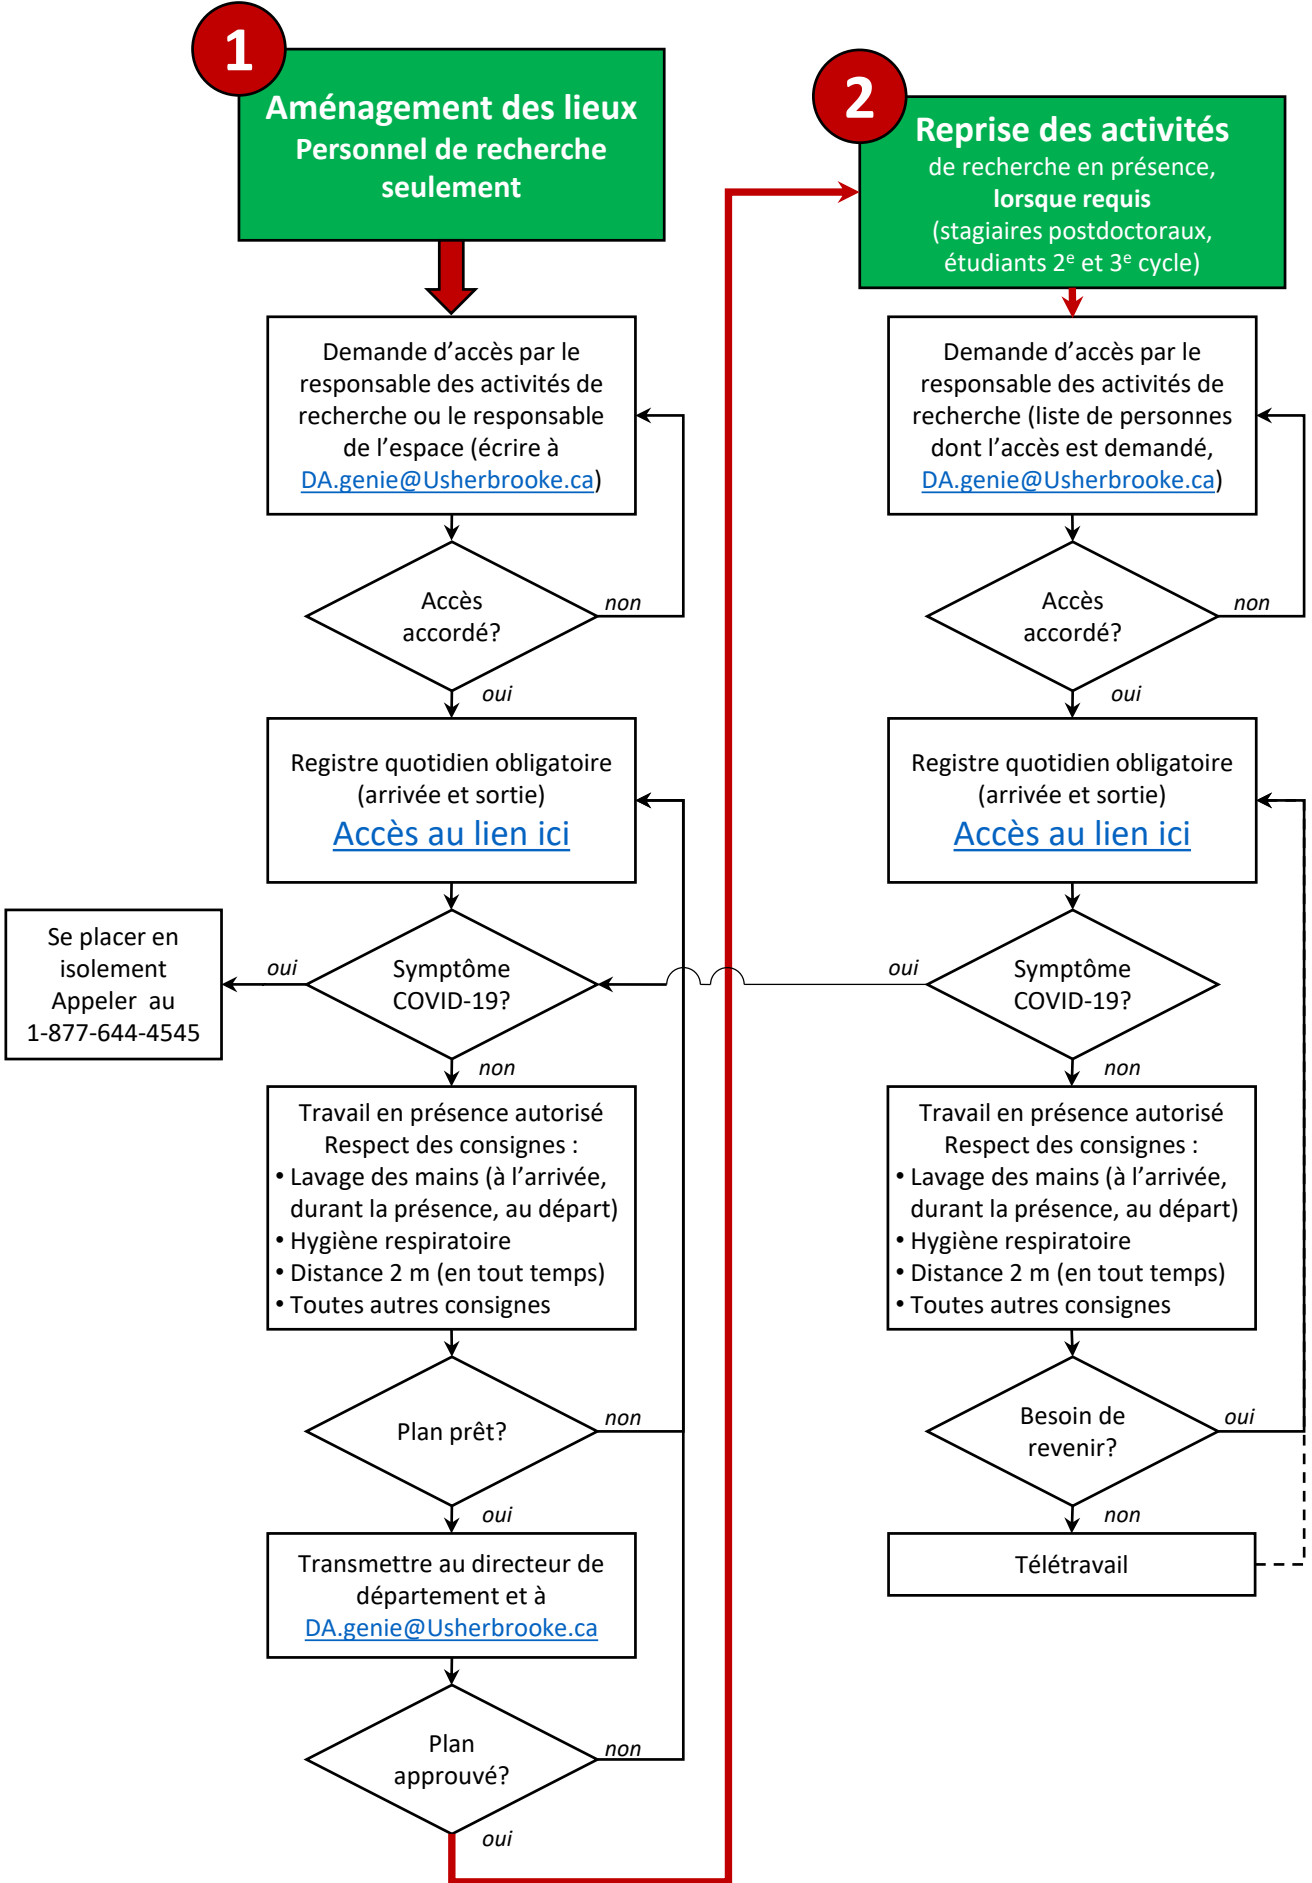 1
Aménagement des lieux
Personnel de recherche
seulement
Demande d’accès par le
responsable des activités de
recherche ou le responsable
de l’espace (écrire à
DA.genie@Usherbrooke.ca)
Accès
accordé?
non
oui
Registre quotidien obligatoire
(arrivée et sortie)
Accès au lien ici
Symptôme
COVID-19?
oui
Se placer en
isolement
Appeler au
1-877-644-4545
non
Travail en présence autorisé
Respect des consignes :
• Lavage des mains (à l’arrivée,
durant la présence, au départ)
• Hygiène respiratoire
• Distance 2 m (en tout temps)
• Toutes autres consignes
Plan prêt?
non
oui
Transmettre au directeur de
département et à
DA.genie@Usherbrooke.ca
Plan
approuvé?
non
oui
2
Reprise des activités
de recherche en présence,
lorsque requis
(stagiaires postdoctoraux,
étudiants 2e et 3e cycle)
Demande d’accès par le
responsable des activités de
recherche (liste de personnes
dont l’accès est demandé,
DA.genie@Usherbrooke.ca)
Accès
accordé?
non
oui
Registre quotidien obligatoire
(arrivée et sortie)
Accès au lien ici
oui
Symptôme
COVID-19?
non
Travail en présence autorisé
Respect des consignes :
• Lavage des mains (à l’arrivée,
durant la présence, au départ)
• Hygiène respiratoire
• Distance 2 m (en tout temps)
• Toutes autres consignes
Besoin de
revenir?
oui
non
Télétravail